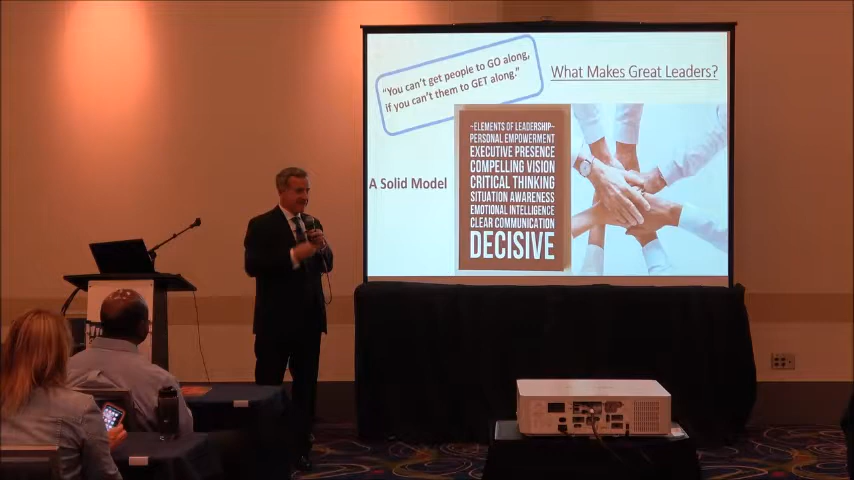 "You can't get people to GO along,
if you can't them to GET along."
What Makes Great Leaders?
~ELEMENTS OF LEADERSHIP~
PERSONAL EMPOWERMENT
EXECUTIVE PRESENCE
COMPELLING VISION
CRITICAL THINKING
SITUATION AWARENESS
EMOTIONAL INTELLIGENCE
CLEAR COMMUNICATION
DECISIVE
A Solid Model